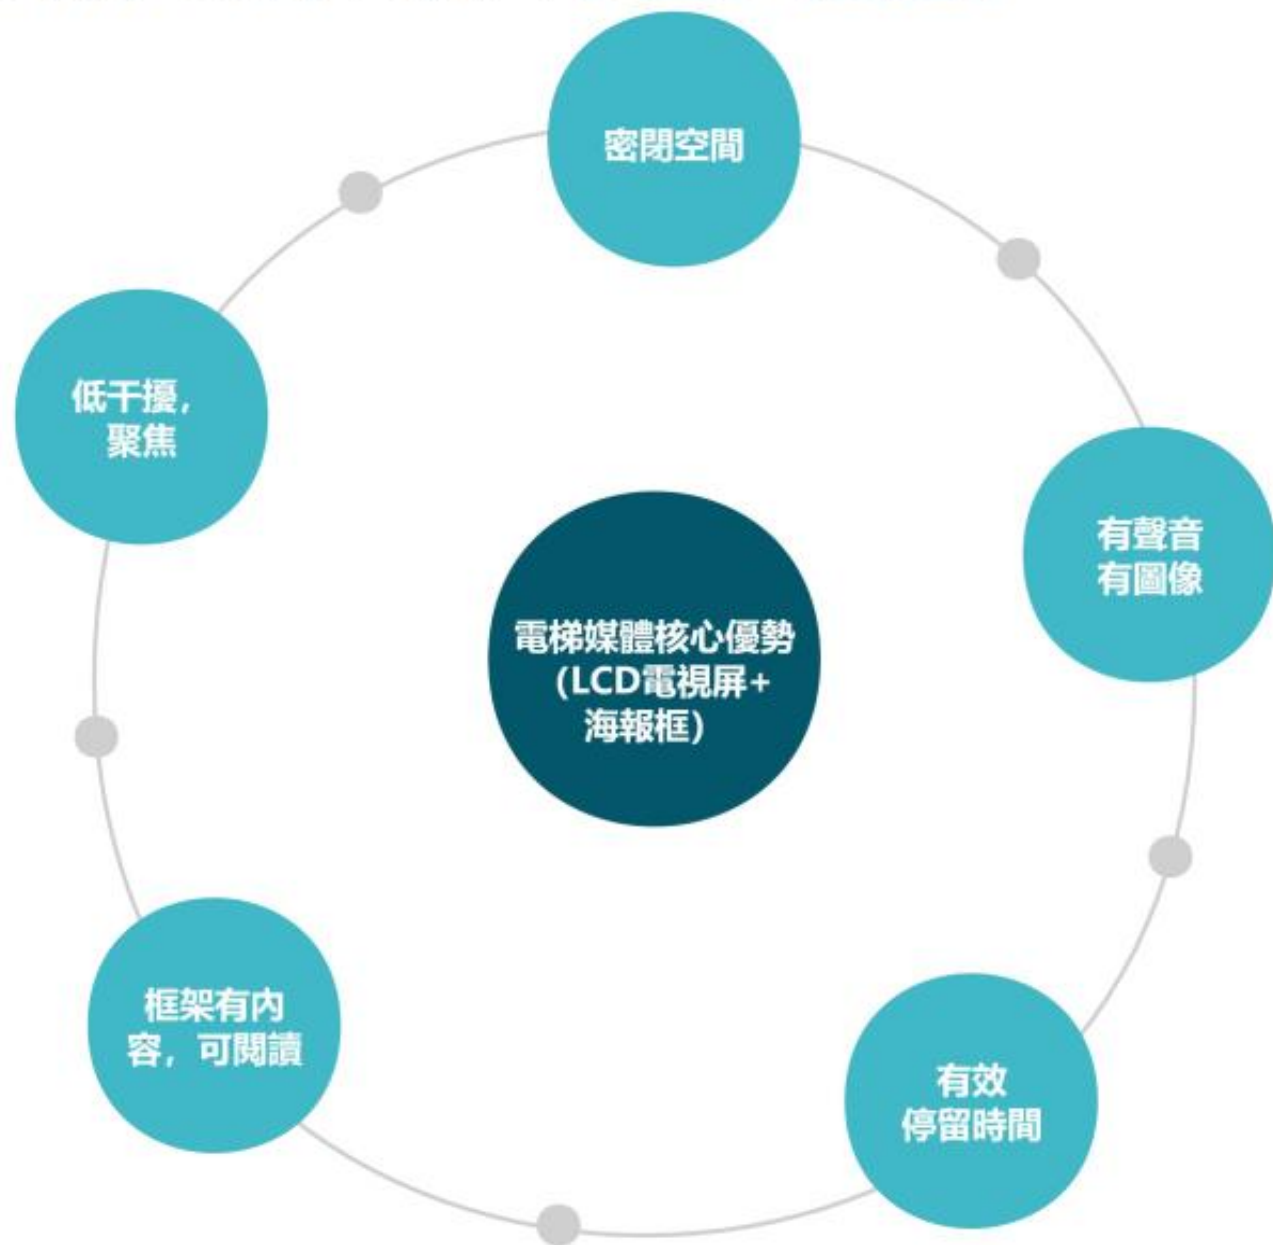 密閉空間
有聲音
有圖像
有效
停留時間
框架有內
容，可閱讀
低干擾，
聚焦
電梯媒體核心優勢
（LCD電視屏+
海報框）